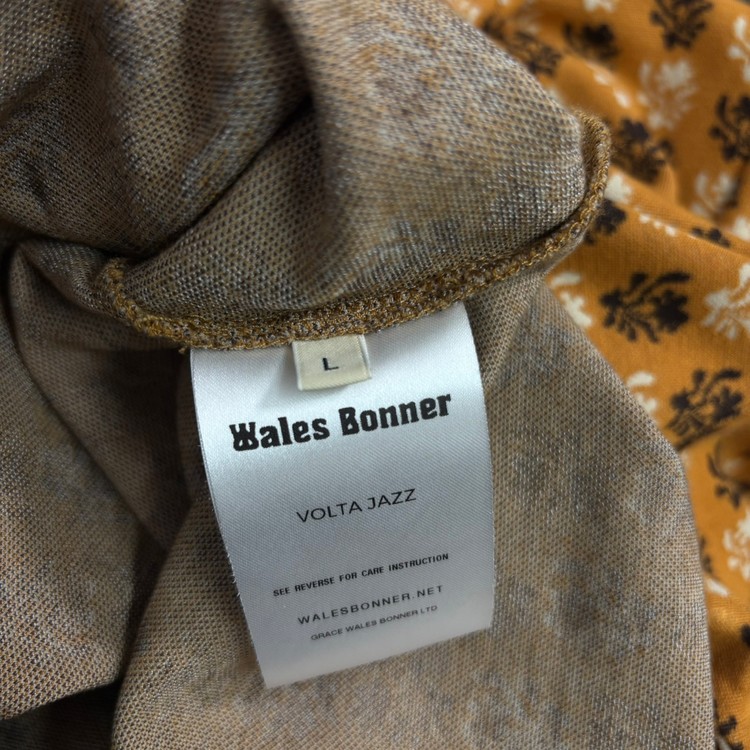 L
Wales Bonner
VOLTA JAZZ
SEE REVERSE FOR CARE INSTRUCTION
WALESBONNER.NET
GRACE WALES BONNER LTD